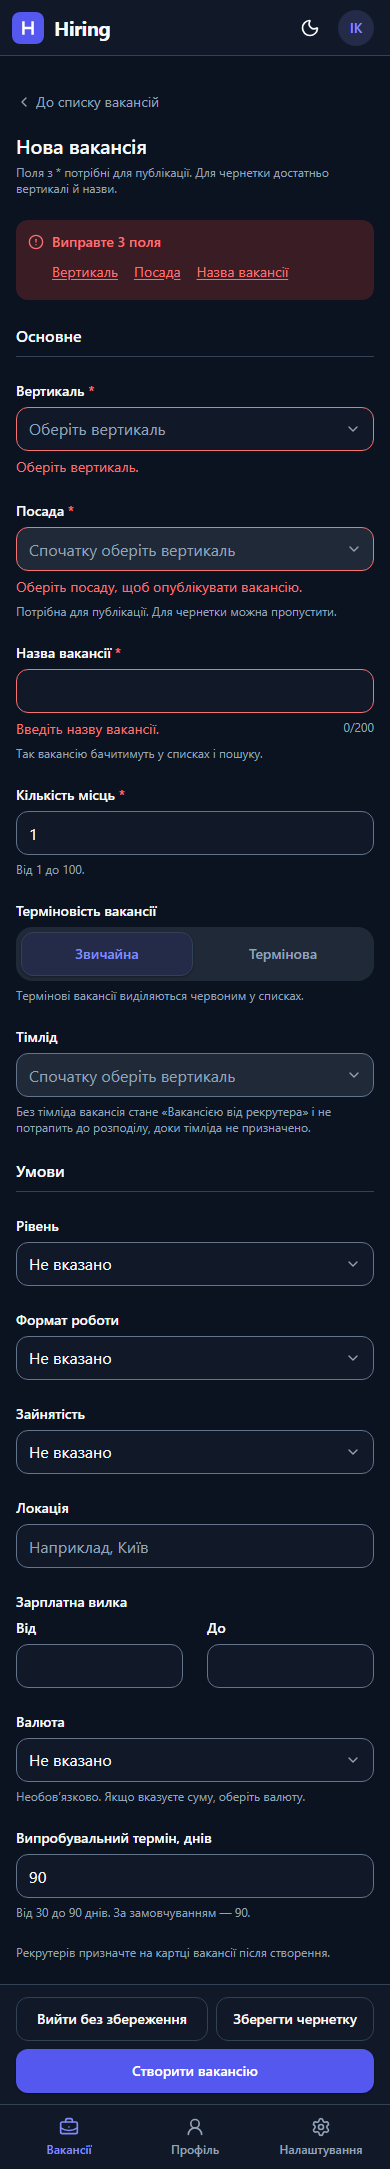 H Hiring IK
До списку вакансій
Нова вакансія
Поля з * потрібні для публікації. Для чернетки достатньо
вертикалі й назви.
Виправте 3 поля
Вертикаль Посада Назва вакансії
Основне
Вертикаль *
Оберіть вертикаль
Оберіть вертикаль.
Посада *
Спочатку оберіть вертикаль
Оберіть посаду, щоб опублікувати вакансію.
Потрібна для публікації. Для чернетки можна пропустити.
Назва вакансії *
Введіть назву вакансії. 0/200
Так вакансію бачитимуть у списках і пошуку.
Кількість місць *
1
Від 1 до 100.
Терміновість вакансії
Звичайна Термінова
Термінові вакансії виділяються червоним у списках.
Тімлід
Спочатку оберіть вертикаль
Без тімліда вакансія стане «Вакансією від рекрутера» і не
потрапить до розподілу, доки тімліда не призначено.
Умови
Рівень
Не вказано
Формат роботи
Не вказано
Зайнятість
Не вказано
Локація
Наприклад, Київ
Зарплатна вилка
Від До
Валюта
Не вказано
Необов'язково. Якщо вказуєте суму, оберіть валюту.
Випробувальний термін, днів
90
Від 30 до 90 днів. За замовчуванням — 90.
Рекрутерів призначте на картці вакансії після створення.
Вийти без збереження Зберегти чернетку
Створити вакансію
Вакансії Профіль Налаштування